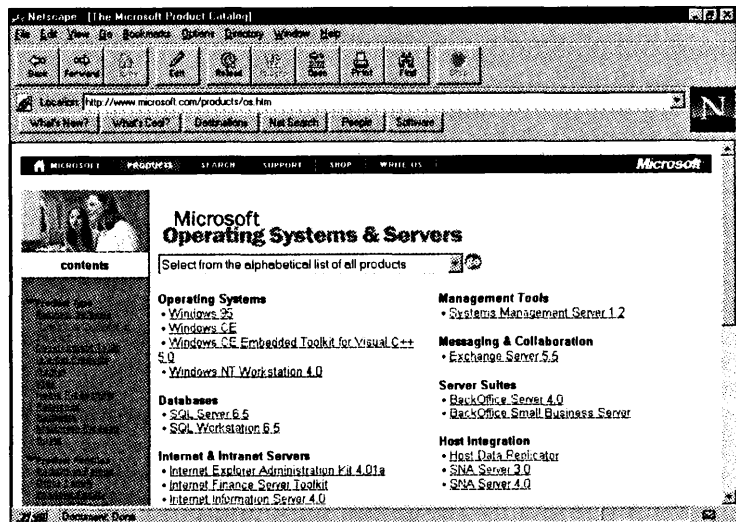 Netscape - [The Microsoft Product Catalog]
File Edit View Go Bookmarks Options Directory Window Help
Back Forward Home Edit Reload Images Open Print Find Stop
Location: http://www.microsoft.com/products/os.htm
What's New? What's Cool? Destinations Net Search People Software
N
MICROSOFT PRODUCTS SEARCH SUPPORT SHOP WRITE US Microsoft
Microsoft
Operating Systems & Servers
contents
Select from the alphabetical list of all products
Operating Systems
• Windows 95
• Windows CE
• Windows CE Embedded Toolkit for Visual C++
5.0
• Windows NT Workstation 4.0
Databases
• SQL Server 6.5
• SQL Workstation 6.5
Internet & Intranet Servers
• Internet Explorer Administration Kit 4.01a
• Internet Finance Server Toolkit
• Internet Information Server 4.0
Management Tools
• Systems Management Server 1.2
Messaging & Collaboration
• Exchange Server 5.5
Server Suites
• BackOffice Server 4.0
• BackOffice Small Business Server
Host Integration
• Host Data Replicator
• SNA Server 3.0
• SNA Server 4.0
Document: Done